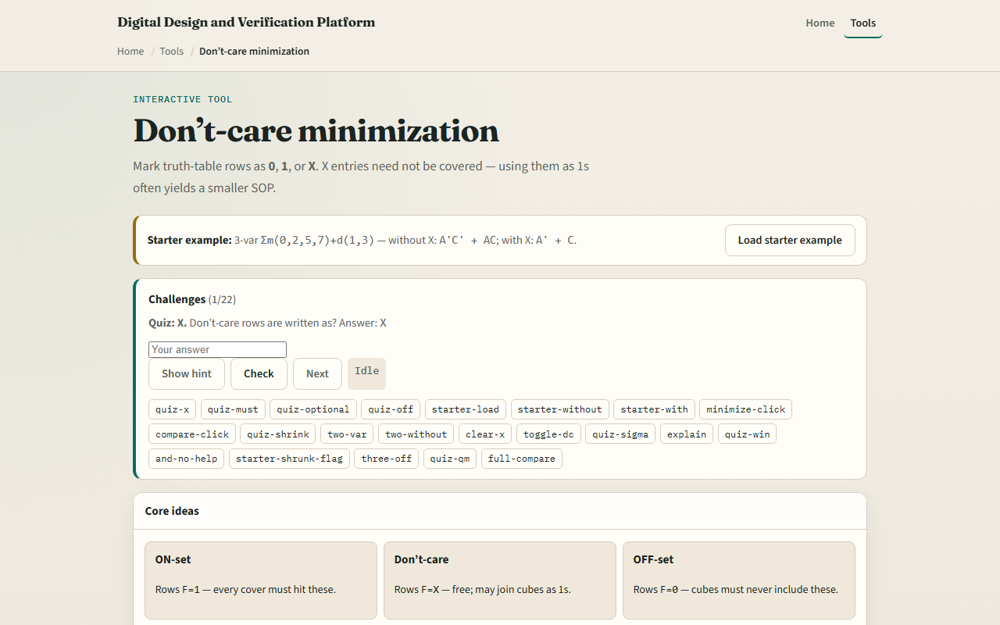 Digital Design and Verification Platform
Home
Tools
Home / Tools / Don’t-care minimization
INTERACTIVE TOOL
Don’t-care minimization
Mark truth-table rows as 0, 1, or X. X entries need not be covered — using them as 1s
often yields a smaller SOP.
Starter example: 3-var Σm(0,2,5,7)+d(1,3) — without X: A'C' + AC; with X: A' + C.
Load starter example
Challenges (1/22)
Quiz: X. Don’t-care rows are written as? Answer: X
Your answer
Show hint
Check
Next
Idle
quiz-x quiz-must quiz-optional quiz-off starter-load starter-without starter-with minimize-click
compare-click quiz-shrink two-var two-without clear-x toggle-dc quiz-sigma explain quiz-win
and-no-help starter-shrunk-flag three-off quiz-qm full-compare
Core ideas
ON-set
Rows F=1 — every cover must hit these.
Don’t-care
Rows F=X — free; may join cubes as 1s.
OFF-set
Rows F=0 — cubes must never include these.